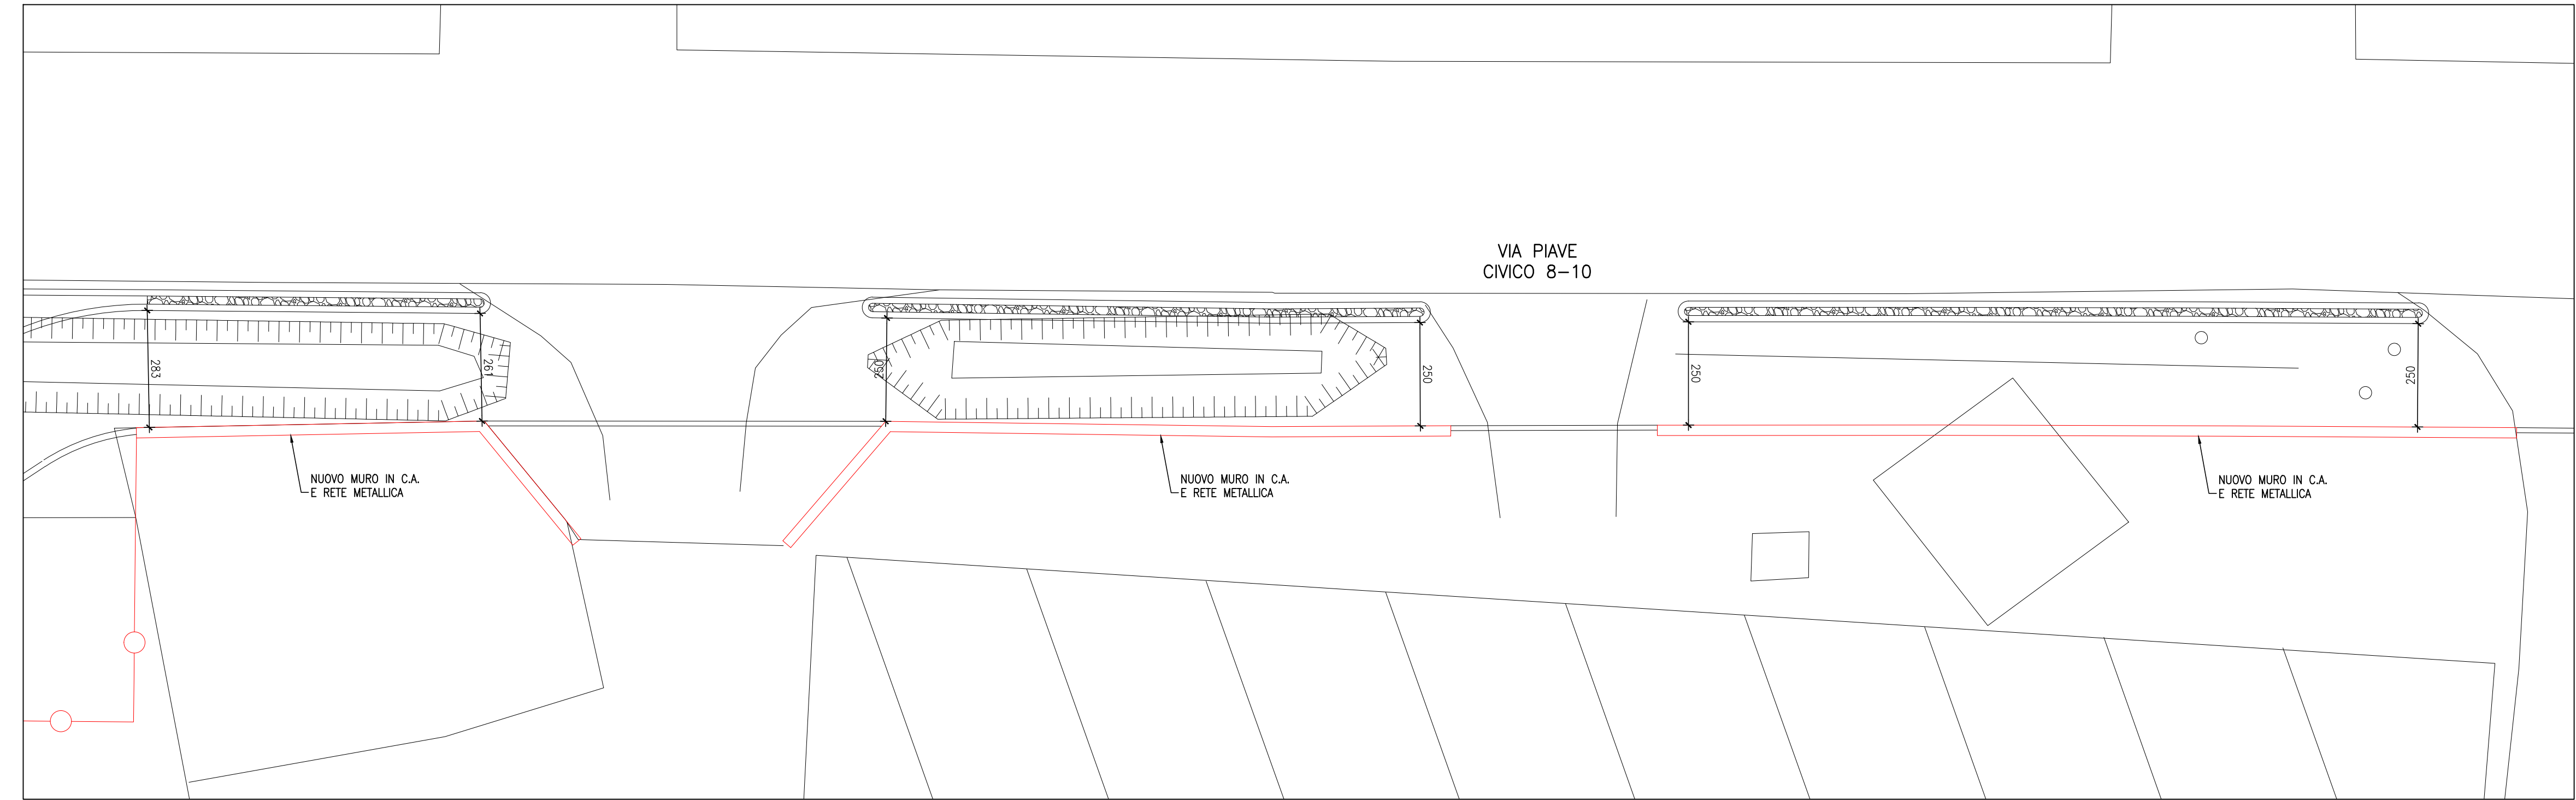 VIA PIAVE
CIVICO 8-10
283
261
250
250
250
250
NUOVO MURO IN C.A.
E RETE METALLICA
NUOVO MURO IN C.A.
E RETE METALLICA
NUOVO MURO IN C.A.
E RETE METALLICA